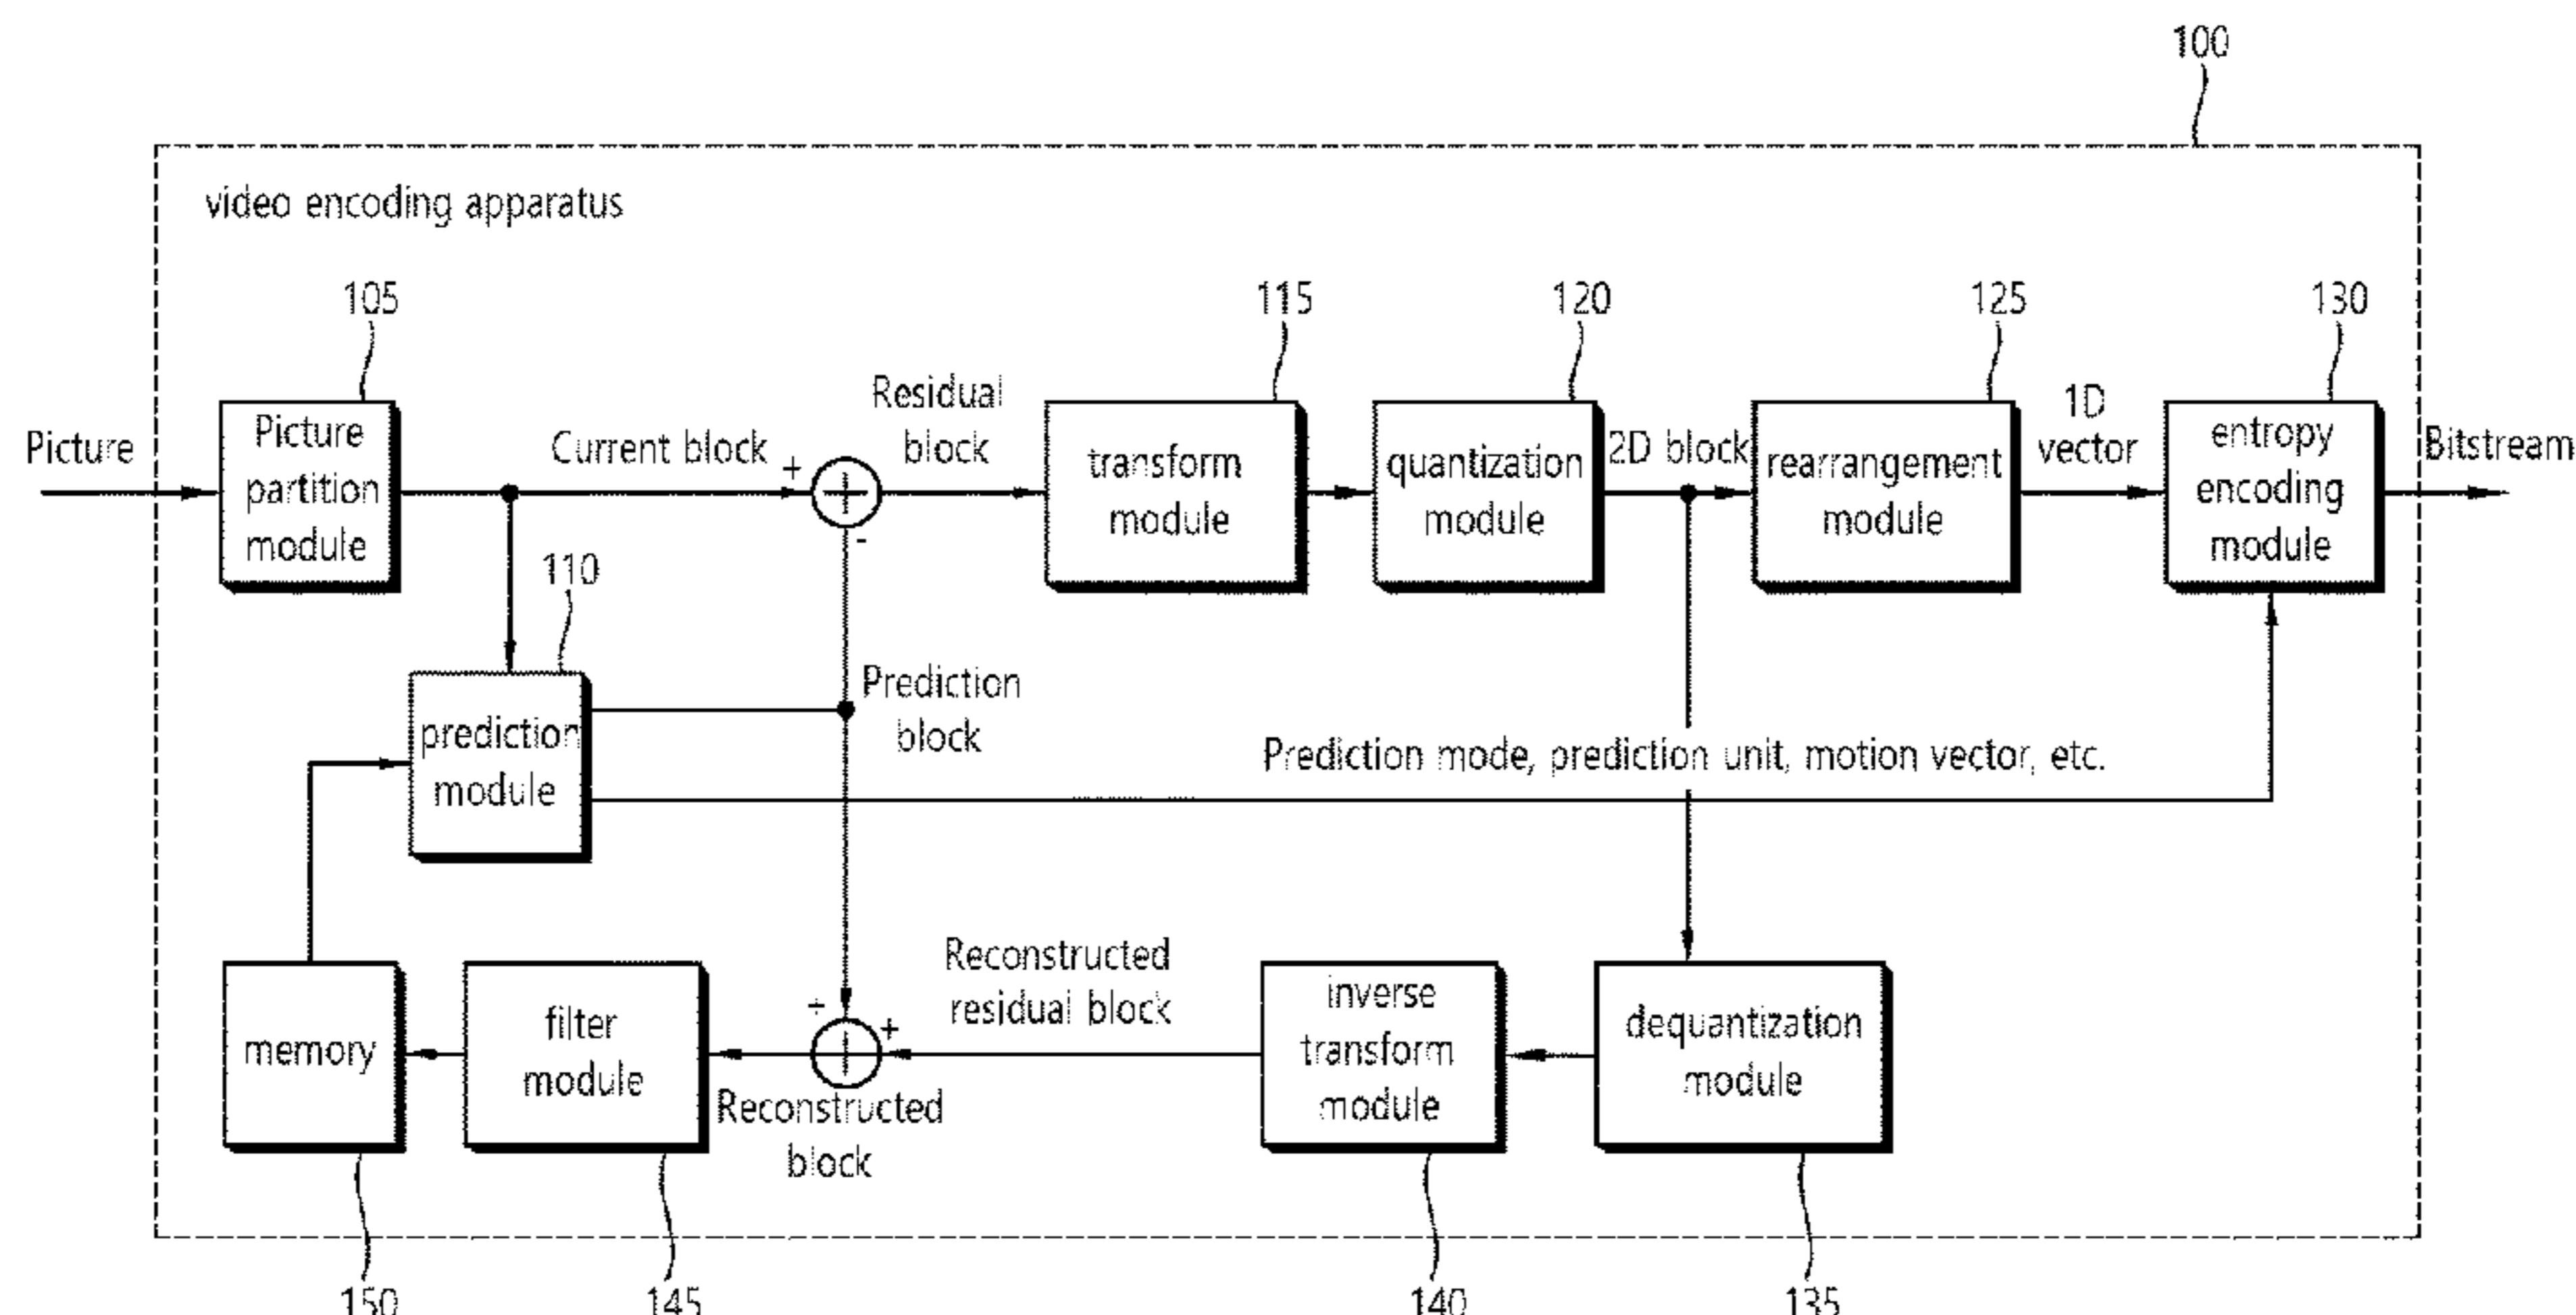 100
video encoding apparatus
105
115
120
125
130
Picture
Picture
partition
module
Current block
+
-
Residual
block
transform
module
quantization
module
2D block
rearrangement
module
1D
vector
entropy
encoding
module
Bitstream
110
prediction
module
Prediction
block
Prediction mode, prediction unit, motion vector, etc.
memory
filter
module
+
+
Reconstructed
block
Reconstructed
residual block
inverse
transform
module
dequantization
module
150
145
140
135